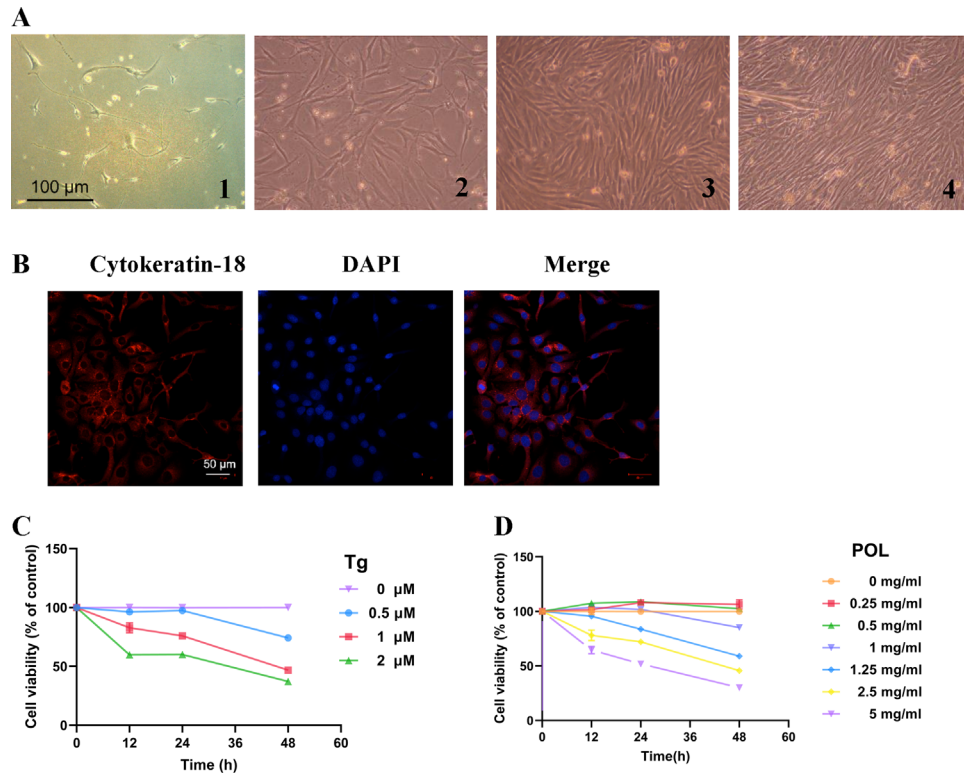 A
100 µm
1
2
3
4
B
Cytokeratin-18
DAPI
Merge
50 µm
C
Cell viability (% of control)
150
100
50
0
0
12
24
36
48
60
Time (h)
Tg
0 µM
0.5 µM
1 µM
2 µM
D
Cell viability (% of control)
150
100
50
0
0
12
24
36
48
60
Time(h)
POL
0 mg/ml
0.25 mg/ml
0.5 mg/ml
1 mg/ml
1.25 mg/ml
2.5 mg/ml
5 mg/ml